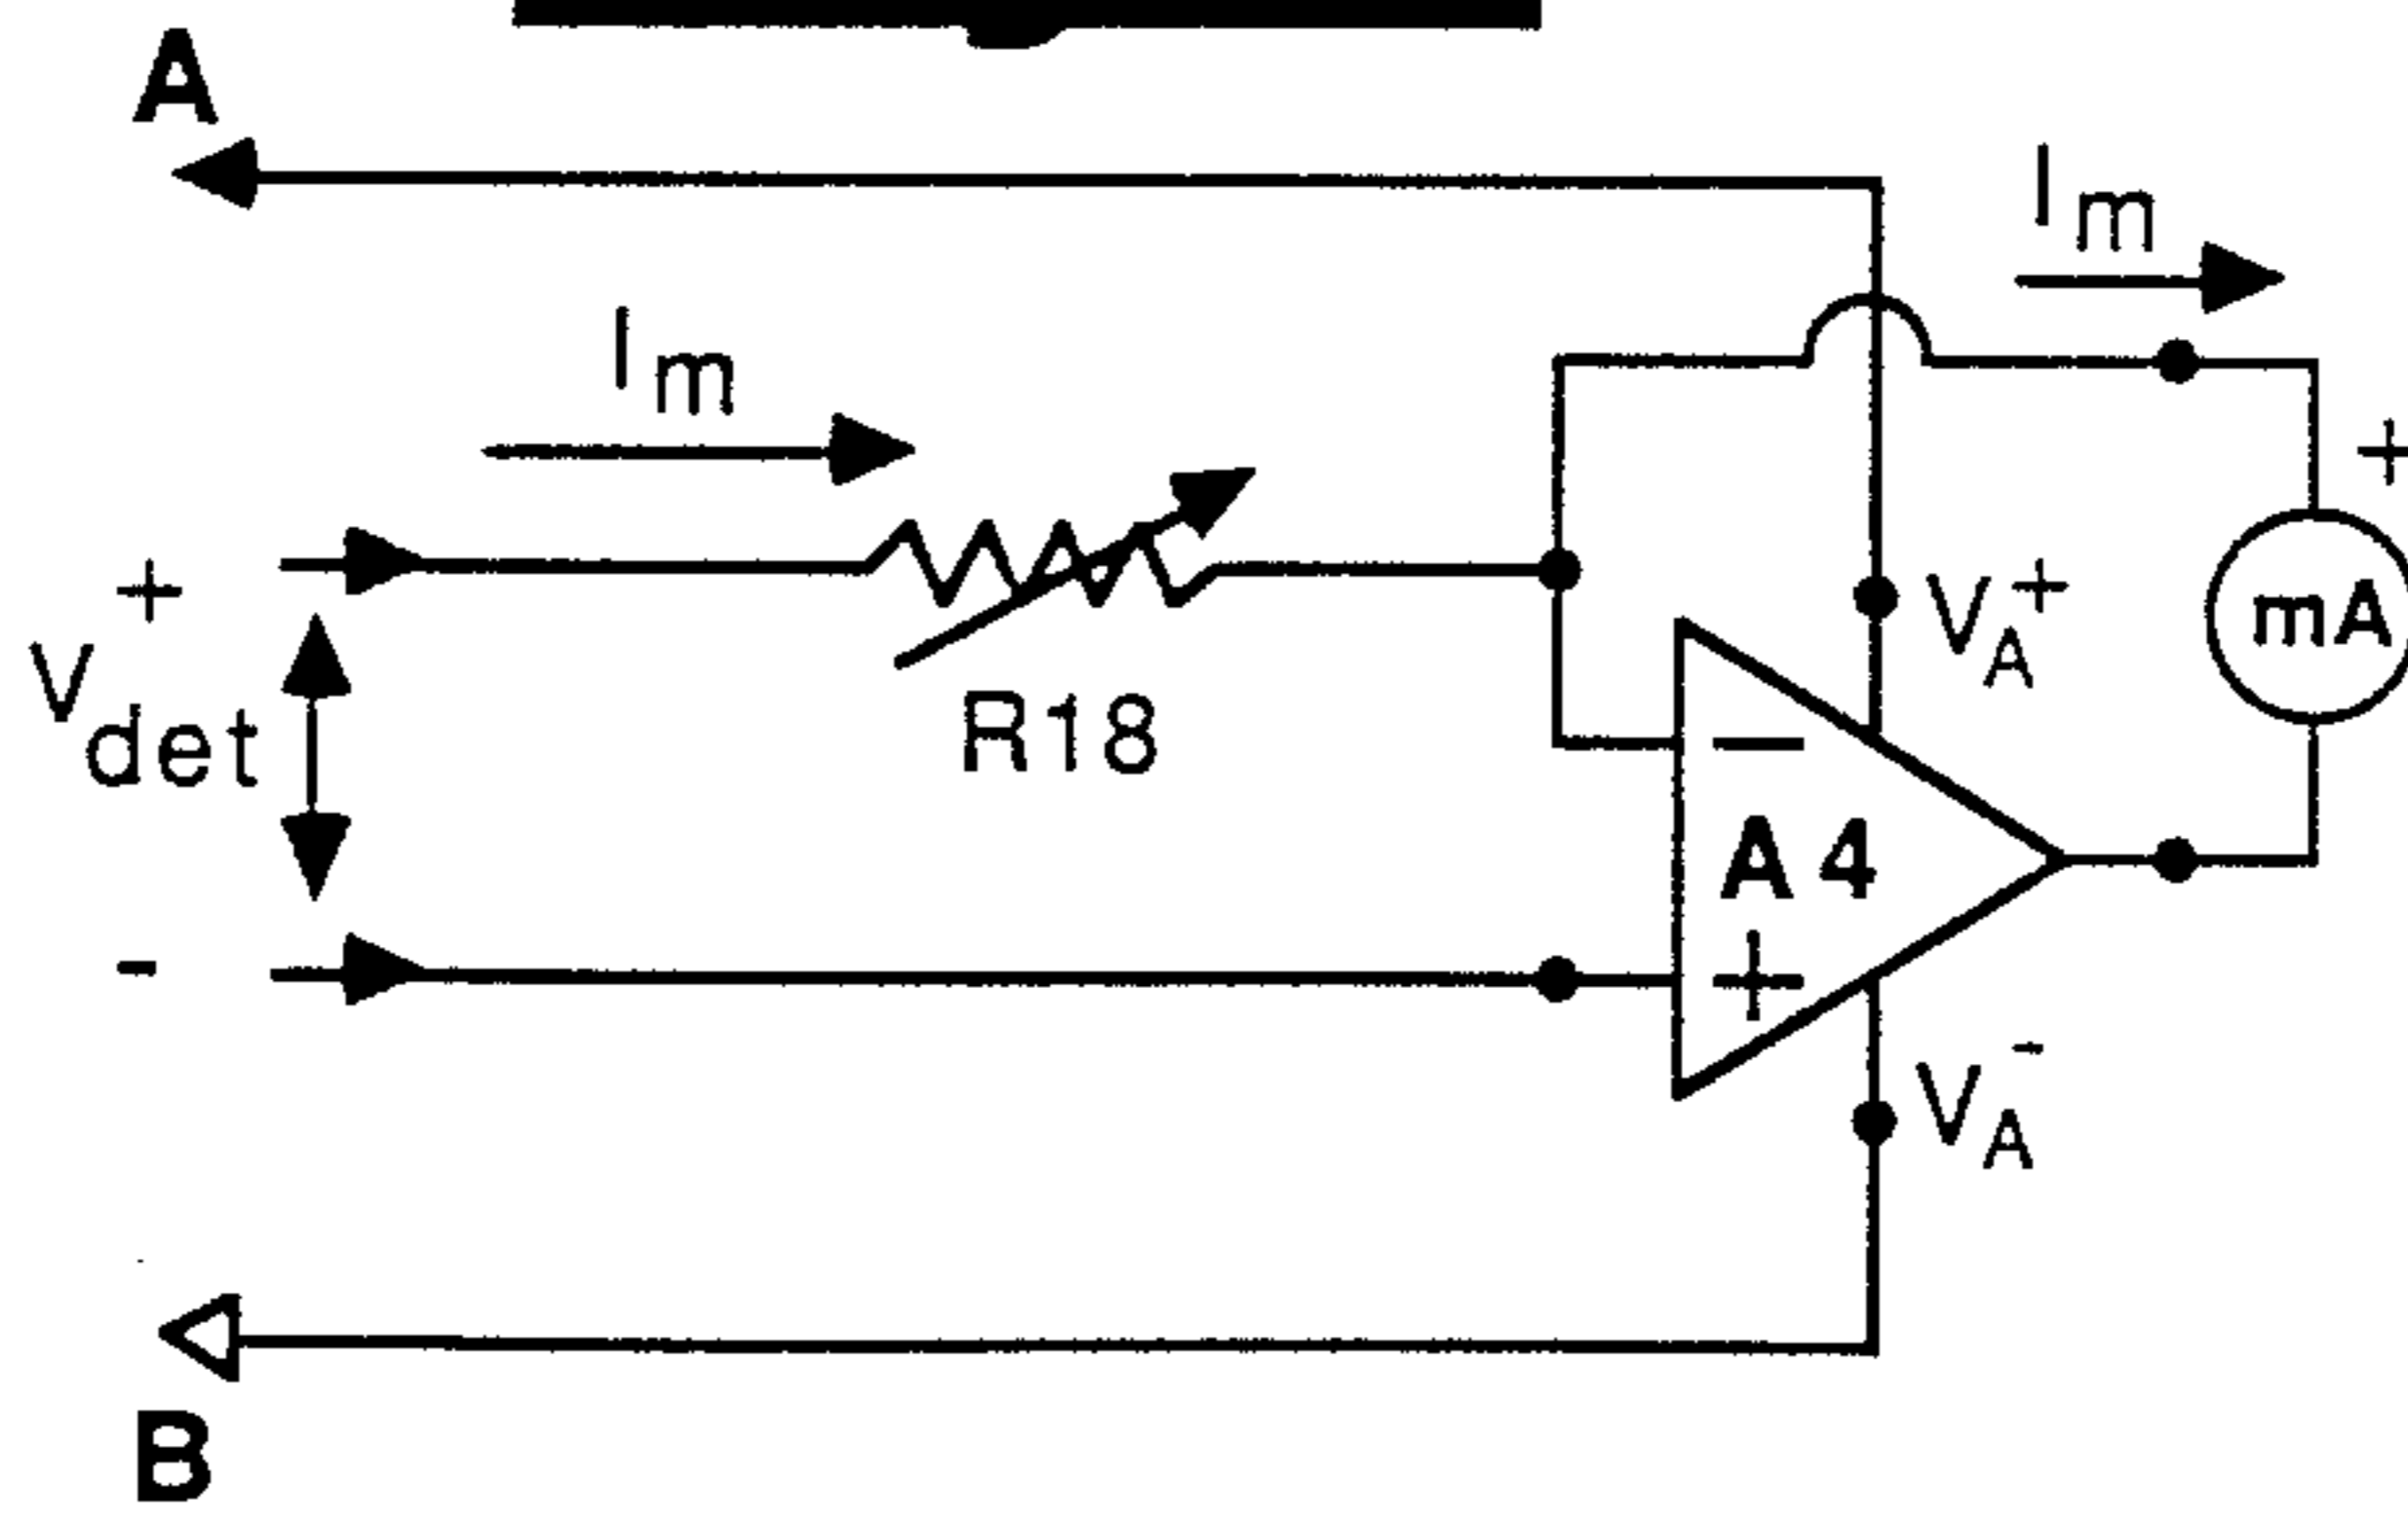 A
Im
Im
+
+
VA+
mA
Vdet
R18
−
A4
-
+
VA-
B